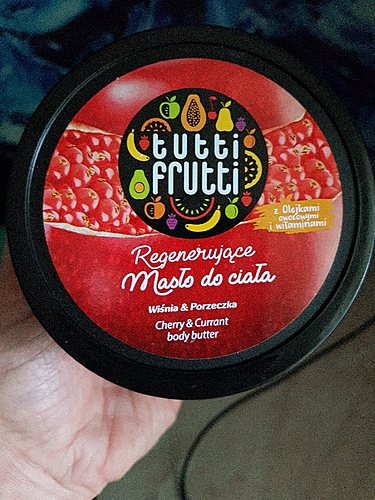 tutti
frutti
z Olejkami
owocowymi
i witaminami
Regenerujące
Masło do ciała
Wiśnia & Porzeczka
Cherry & Currant
body butter